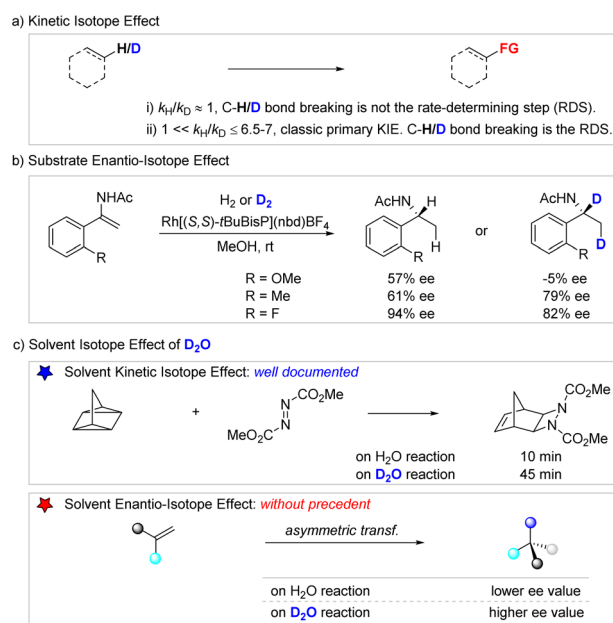 a) Kinetic Isotope Effect
H/D
FG
i) kH/kD ≈ 1, C-H/D bond breaking is not the rate-determining step (RDS).
ii) 1 << kH/kD ≤ 6.5-7, classic primary KIE. C-H/D bond breaking is the RDS.
b) Substrate Enantio-Isotope Effect
NHAc
R
H2 or D2
Rh[(S,S)-tBuBisP](nbd)BF4
MeOH, rt
AcHN
H
H
R
or
AcHN
D
D
R
R = OMe 57% ee -5% ee
R = Me 61% ee 79% ee
R = F 94% ee 82% ee
c) Solvent Isotope Effect of D2O
Solvent Kinetic Isotope Effect: well documented
+
CO2Me
N
N
MeO2C
CO2Me
N
N
CO2Me
on H2O reaction 10 min
on D2O reaction 45 min
Solvent Enantio-Isotope Effect: without precedent
asymmetric transf.
on H2O reaction lower ee value
on D2O reaction higher ee value